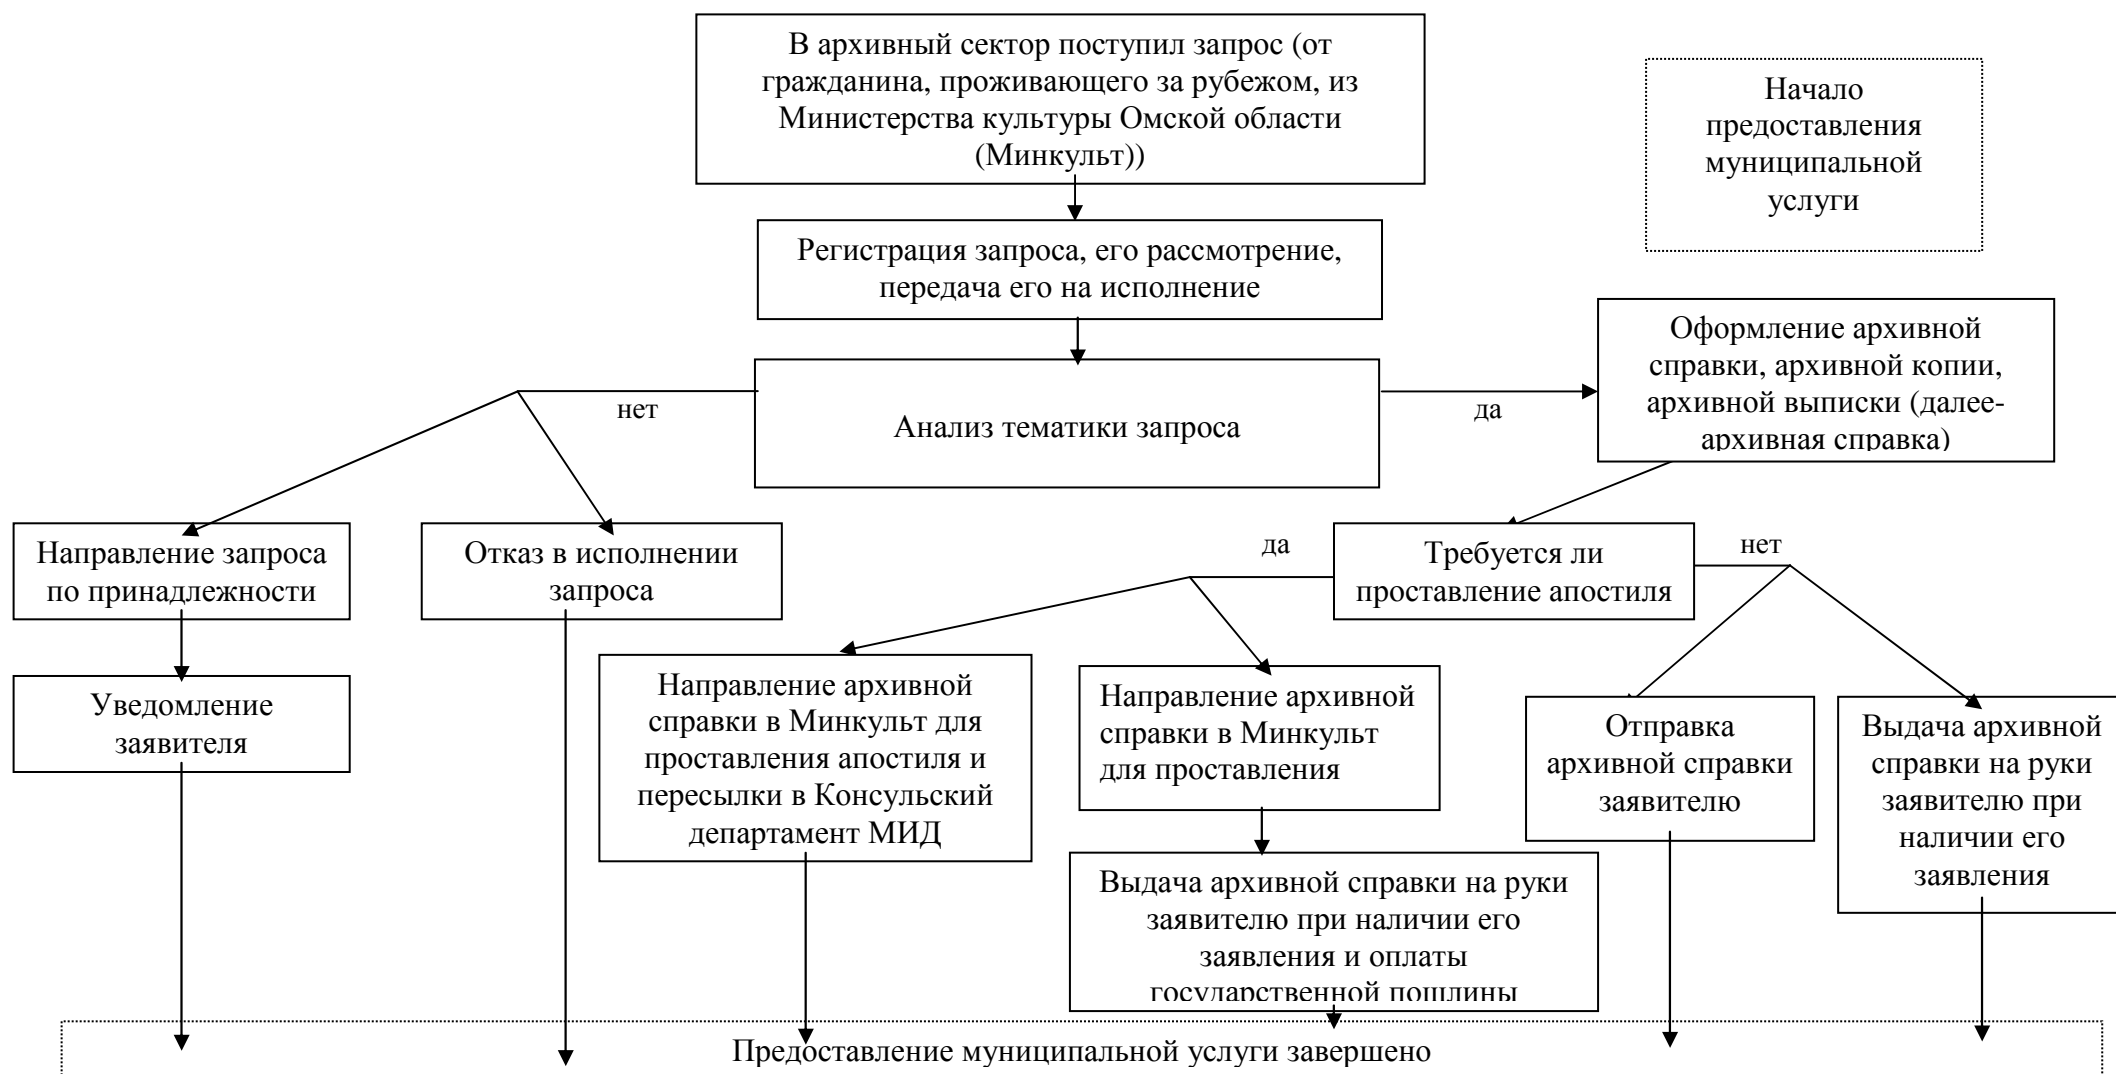 В архивный сектор поступил запрос (от
гражданина, проживающего за рубежом, из
Министерства культуры Омской области
(Минкульт))
Начало
предоставления
муниципальной
услуги
Регистрация запроса, его рассмотрение,
передача его на исполнение
Оформление архивной
справки, архивной копии,
архивной выписки (далее-
архивная справка)
нет
Анализ тематики запроса
да
Направление запроса
по принадлежности
Отказ в исполнении
запроса
да
Требуется ли
проставление апостиля
нет
Уведомление
заявителя
Направление архивной
справки в Минкульт для
проставления апостиля и
пересылки в Консульский
департамент МИД
Направление архивной
справки в Минкульт
для проставления
Отправка
архивной справки
заявителю
Выдача архивной
справки на руки
заявителю при
наличии его
заявления
Выдача архивной справки на руки
заявителю при наличии его
заявления и оплаты
государственной пошлины
Предоставление муниципальной услуги завершено